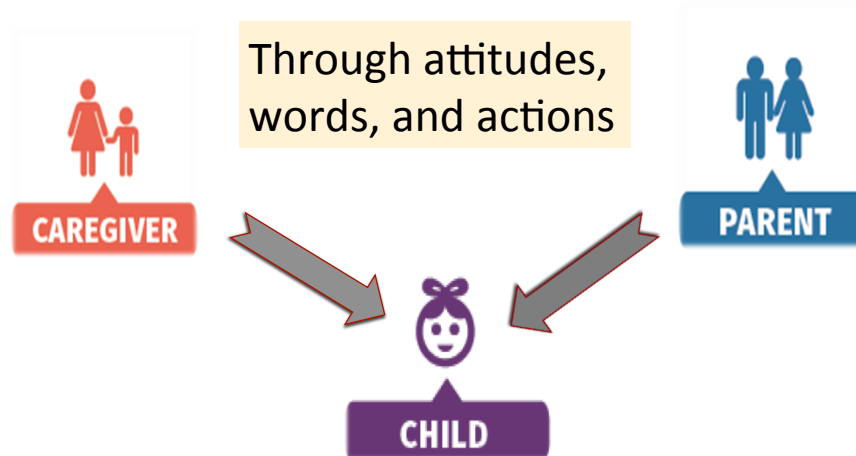 Through attitudes,
words, and actions
CAREGIVER
PARENT
CHILD